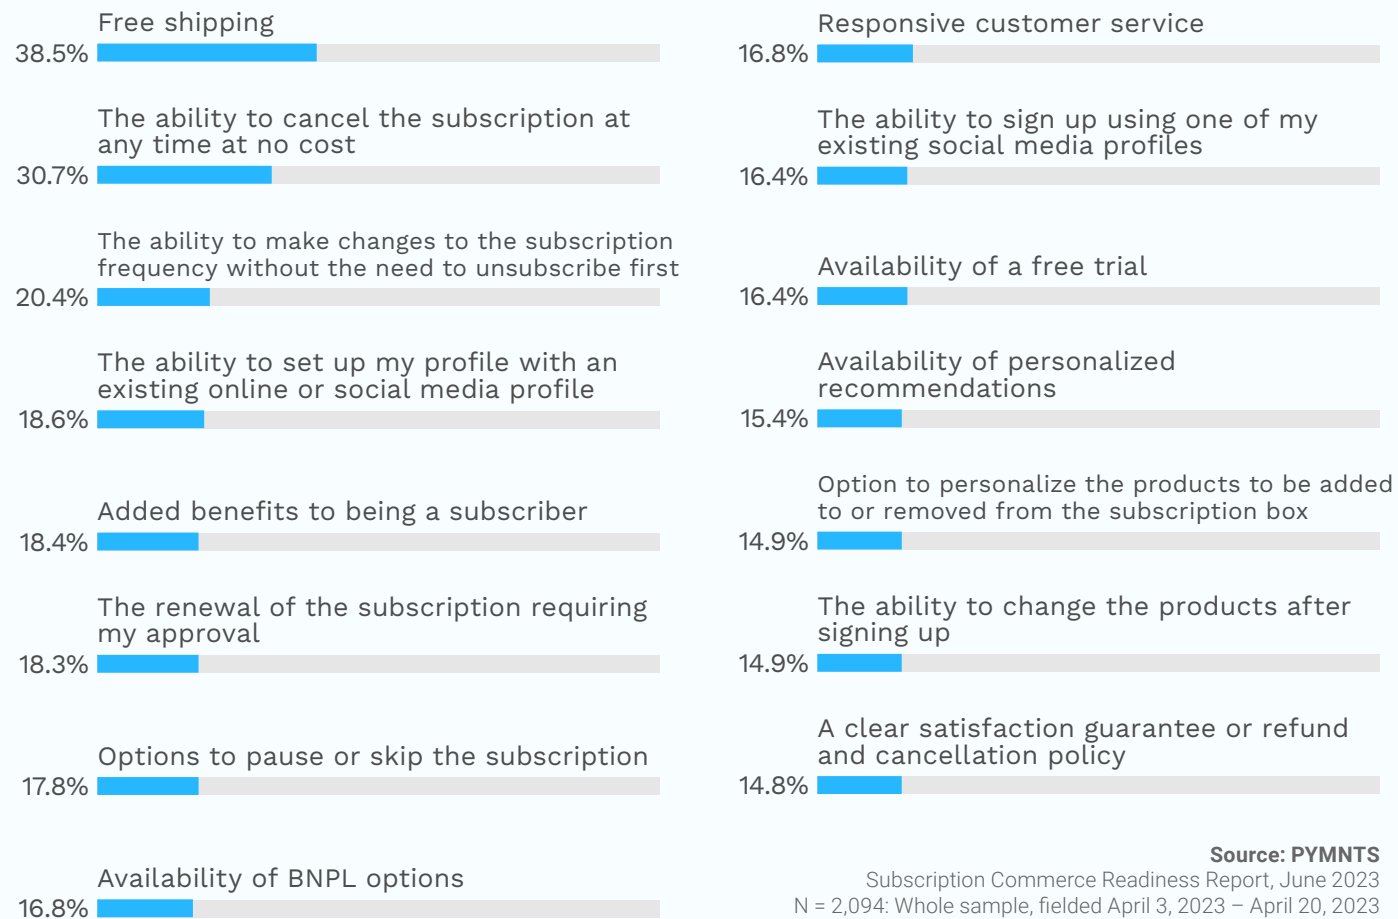 Free shipping
38.5%
The ability to cancel the subscription at
any time at no cost
30.7%
The ability to make changes to the subscription
frequency without the need to unsubscribe first
20.4%
The ability to set up my profile with an
existing online or social media profile
18.6%
Added benefits to being a subscriber
18.4%
The renewal of the subscription requiring
my approval
18.3%
Options to pause or skip the subscription
17.8%
Availability of BNPL options
16.8%
Responsive customer service
16.8%
The ability to sign up using one of my
existing social media profiles
16.4%
Availability of a free trial
16.4%
Availability of personalized
recommendations
15.4%
Option to personalize the products to be added
to or removed from the subscription box
14.9%
The ability to change the products after
signing up
14.9%
A clear satisfaction guarantee or refund
and cancellation policy
14.8%
Source: PYMNTS
Subscription Commerce Readiness Report, June 2023
N = 2,094: Whole sample, fielded April 3, 2023 – April 20, 2023